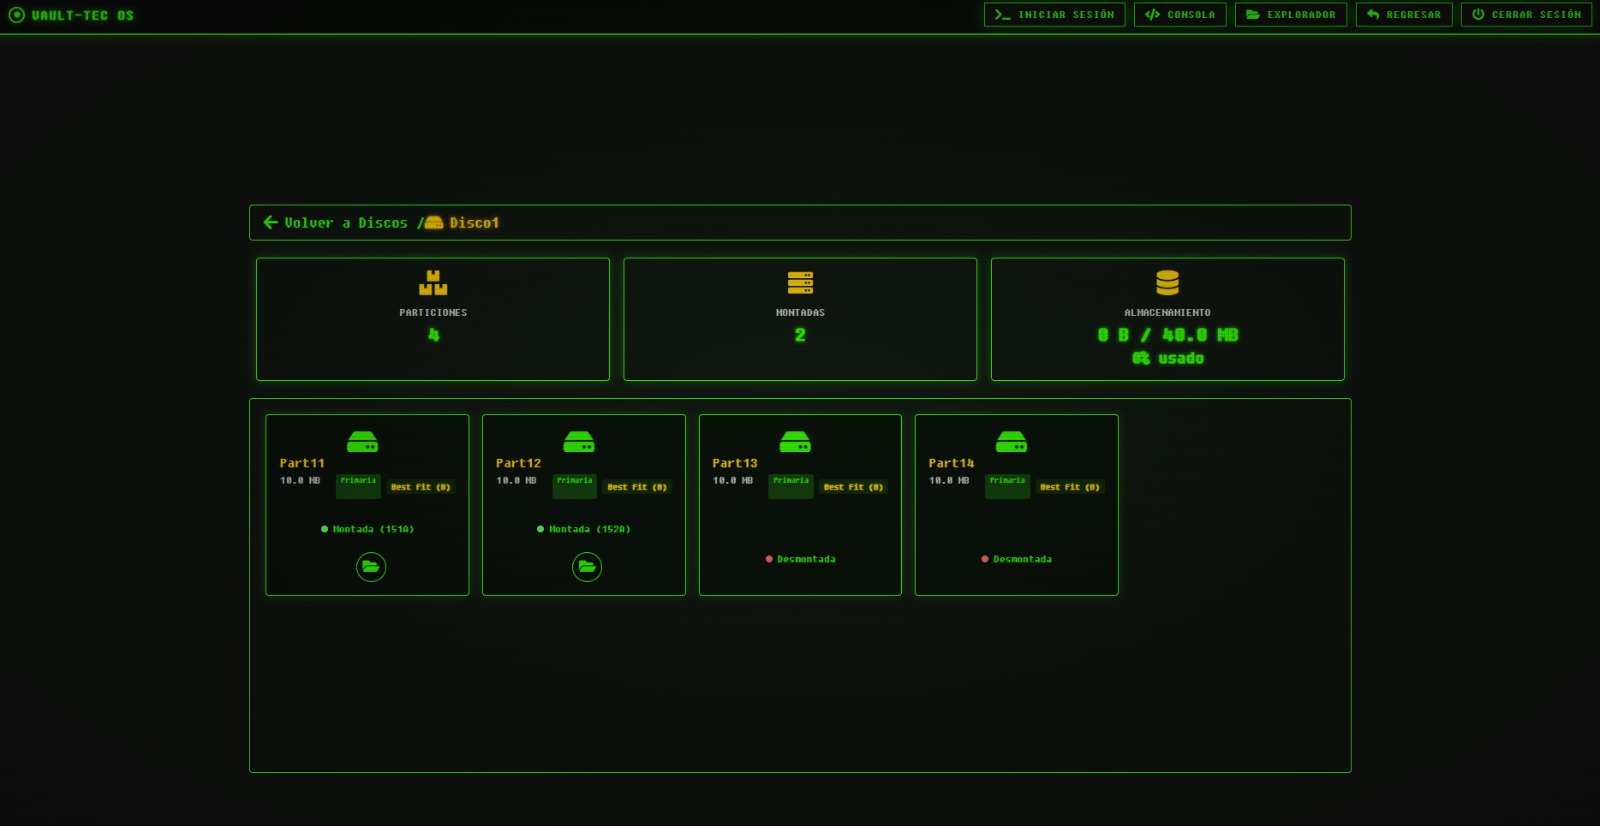 VAULT-TEC OS
INICIAR SESIÓN
CONSOLA
EXPLORADOR
REGRESAR
CERRAR SESIÓN
Volver a Discos / Disco1
PARTICIONES
4
MONTADAS
2
ALMACENAMIENTO
0 B / 40.0 MB
0% usado
Part11
10.0 MB Primaria Best Fit (B)
Montada (151A)
Part12
10.0 MB Primaria Best Fit (B)
Montada (152A)
Part13
10.0 MB Primaria Best Fit (B)
Desmontada
Part14
10.0 MB Primaria Best Fit (B)
Desmontada